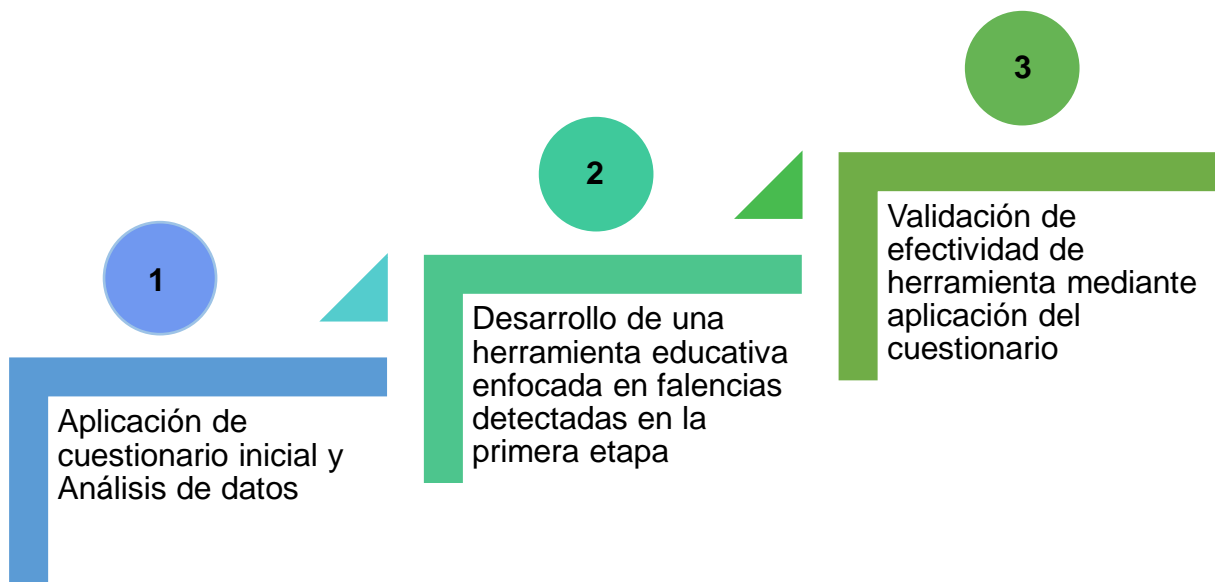 1
Aplicación de
cuestionario inicial y
Análisis de datos
2
Desarrollo de una
herramienta educativa
enfocada en falencias
detectadas en la
primera etapa
3
Validación de
efectividad de
herramienta mediante
aplicación del
cuestionario